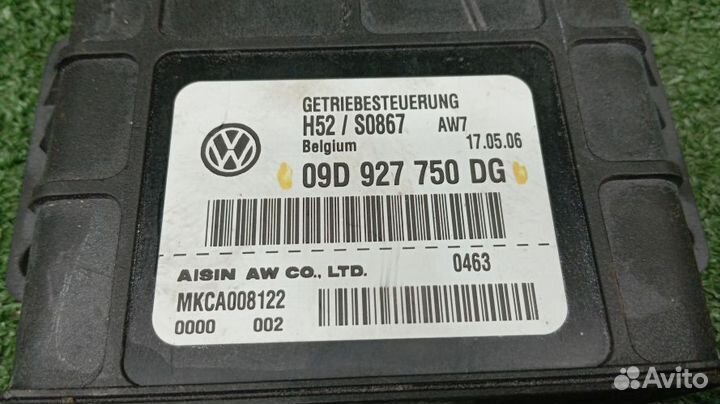 GETRIEBESTEUERUNG
H52 / S0867 AW7
Belgium 17.05.06
09D 927 750 DG
AISIN AW CO., LTD. 0463
MKCA008122
0000 002
Avito